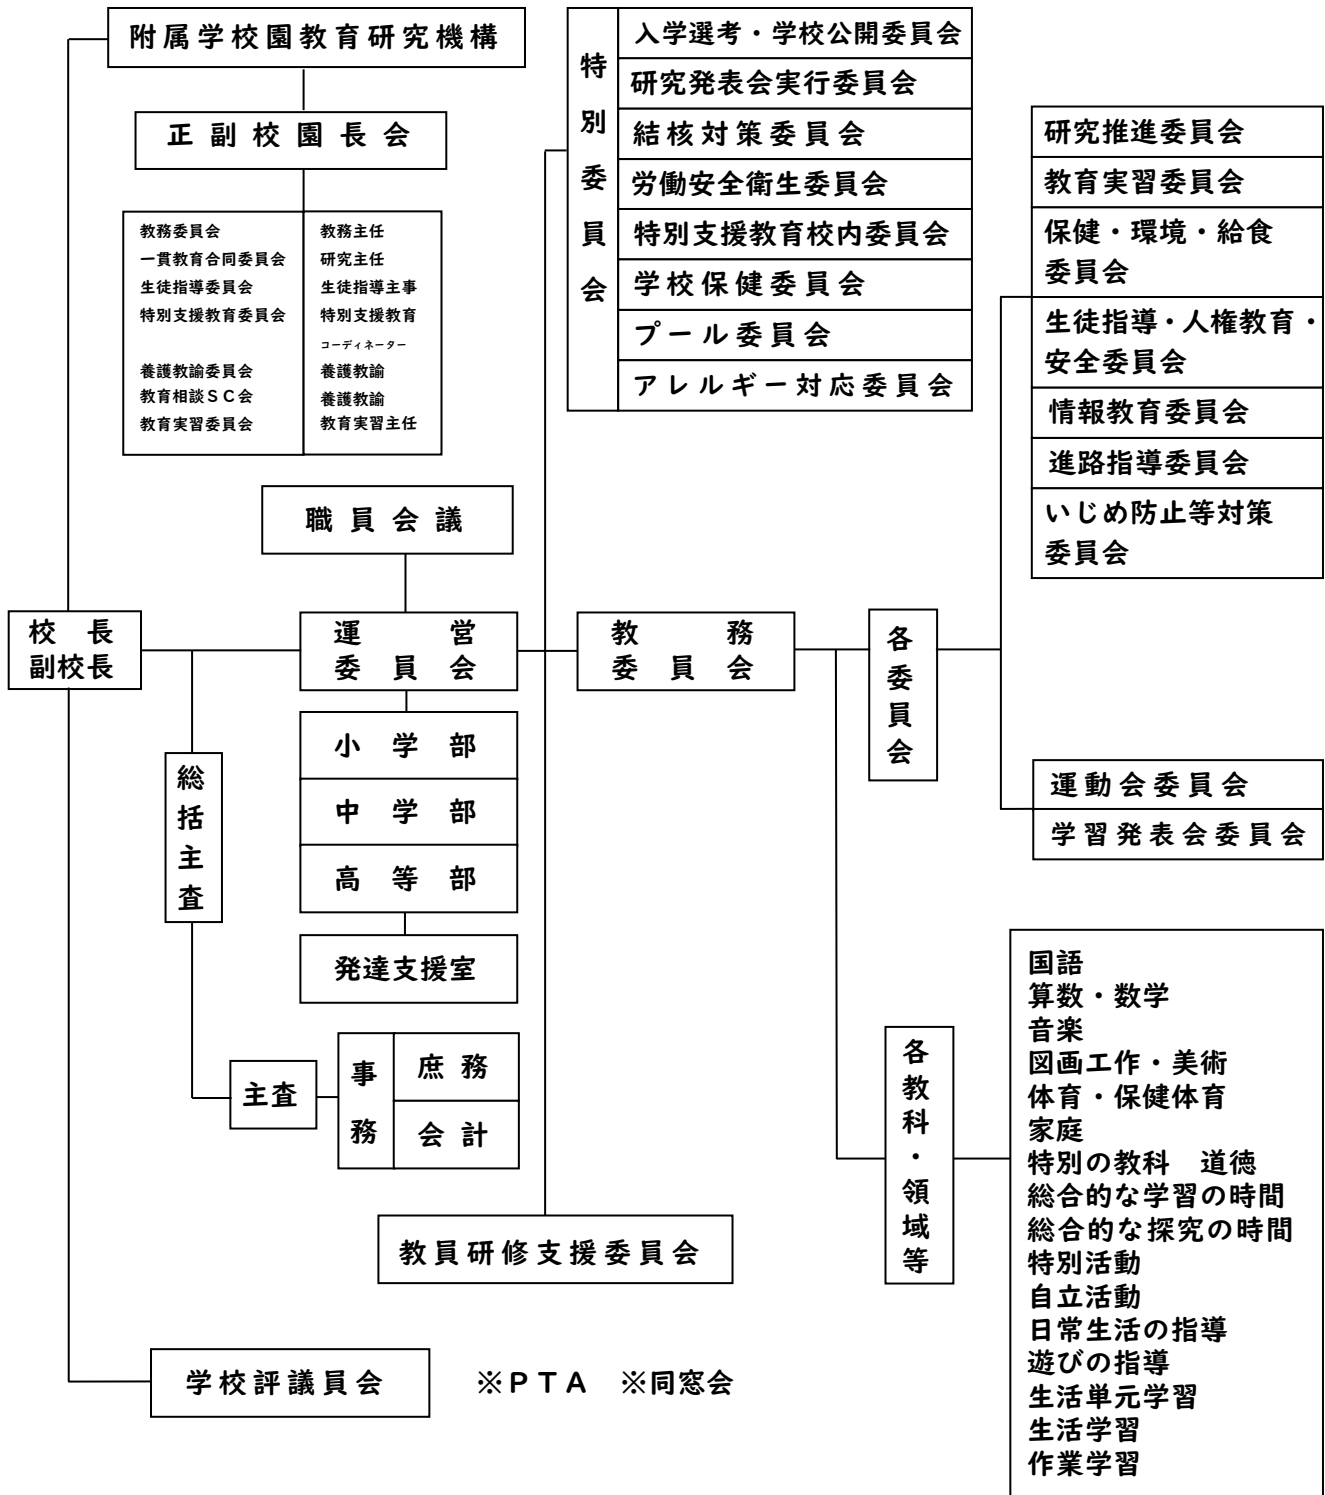 附属学校園教育研究機構
正副校園長会
教務委員会 教務主任
一貫教育合同委員会 研究主任
生徒指導委員会 生徒指導主事
特別支援教育委員会 特別支援教育
コーディネーター
養護教諭委員会 養護教諭
教育相談SC会 養護教諭
教育実習委員会 教育実習主任
特別委員会
入学選考・学校公開委員会
研究発表会実行委員会
結核対策委員会
労働安全衛生委員会
特別支援教育校内委員会
学校保健委員会
プール委員会
アレルギー対応委員会
研究推進委員会
教育実習委員会
保健・環境・給食
委員会
生徒指導・人権教育・
安全委員会
情報教育委員会
進路指導委員会
いじめ防止等対策
委員会
職員会議
校 長
副校長
運 営
委 員 会
教 務
委 員 会
各委員会
小 学 部
中 学 部
高 等 部
発達支援室
総括主査
主査
事務
庶 務
会 計
運動会委員会
学習発表会委員会
各教科・領域等
国語
算数・数学
音楽
図画工作・美術
体育・保健体育
家庭
特別の教科 道徳
総合的な学習の時間
総合的な探究の時間
特別活動
自立活動
日常生活の指導
遊びの指導
生活単元学習
生活学習
作業学習
教員研修支援委員会
学校評議員会
※PTA ※同窓会